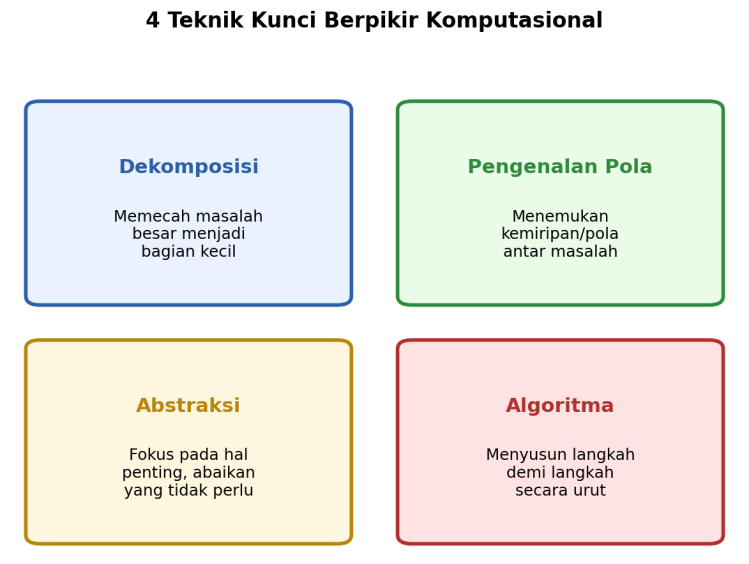 4 Teknik Kunci Berpikir Komputasional
Dekomposisi
Memecah masalah
besar menjadi
bagian kecil
Pengenalan Pola
Menemukan
kemiripan/pola
antar masalah
Abstraksi
Fokus pada hal
penting, abaikan
yang tidak perlu
Algoritma
Menyusun langkah
demi langkah
secara urut